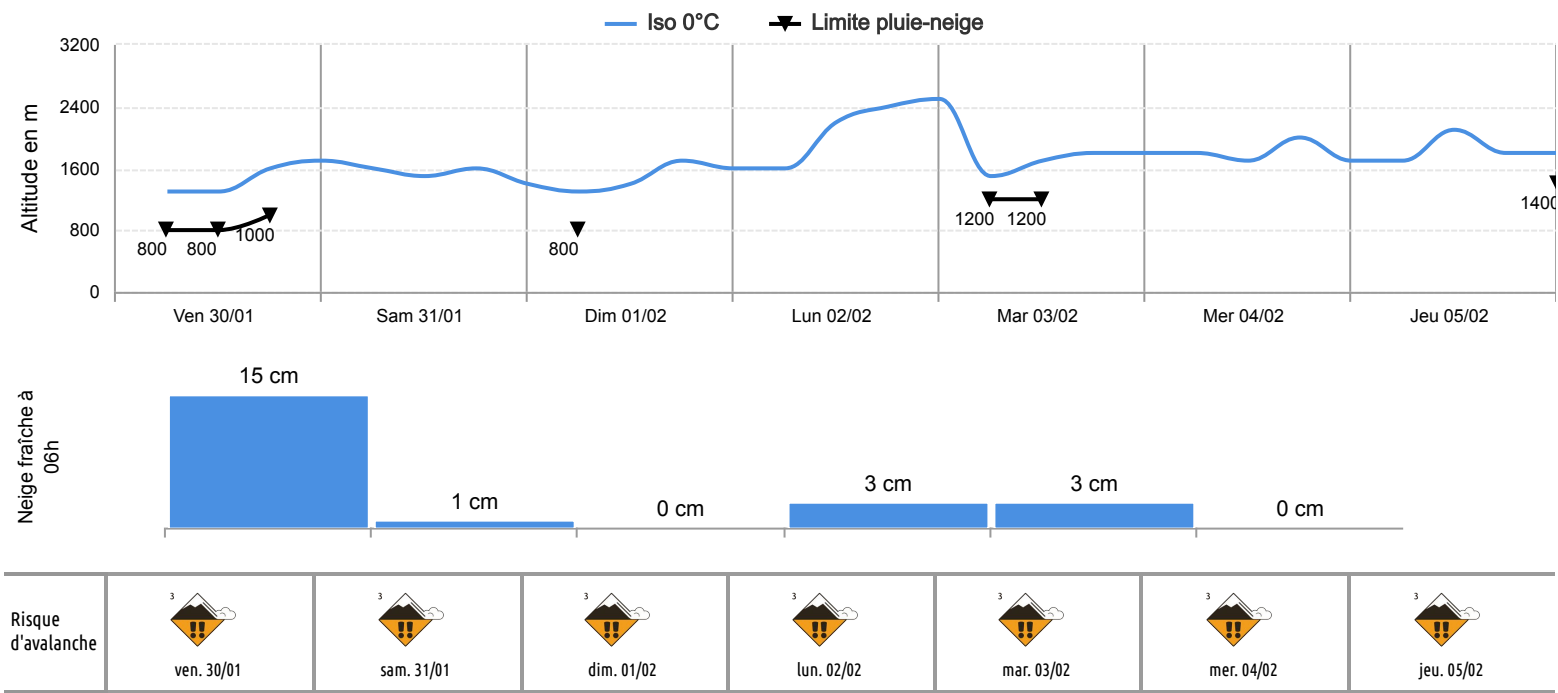 Iso 0°C Limite pluie-neige
Altitude en m
3200
2400
1600
800
0
800 800 1000 800 1200 1200 1400
Ven 30/01 Sam 31/01 Dim 01/02 Lun 02/02 Mar 03/02 Mer 04/02 Jeu 05/02
Neige fraîche à
06h
15 cm 1 cm 0 cm 3 cm 3 cm 0 cm
Risque
d'avalanche
3 3 3 3 3 3 3
ven. 30/01 sam. 31/01 dim. 01/02 lun. 02/02 mar. 03/02 mer. 04/02 jeu. 05/02